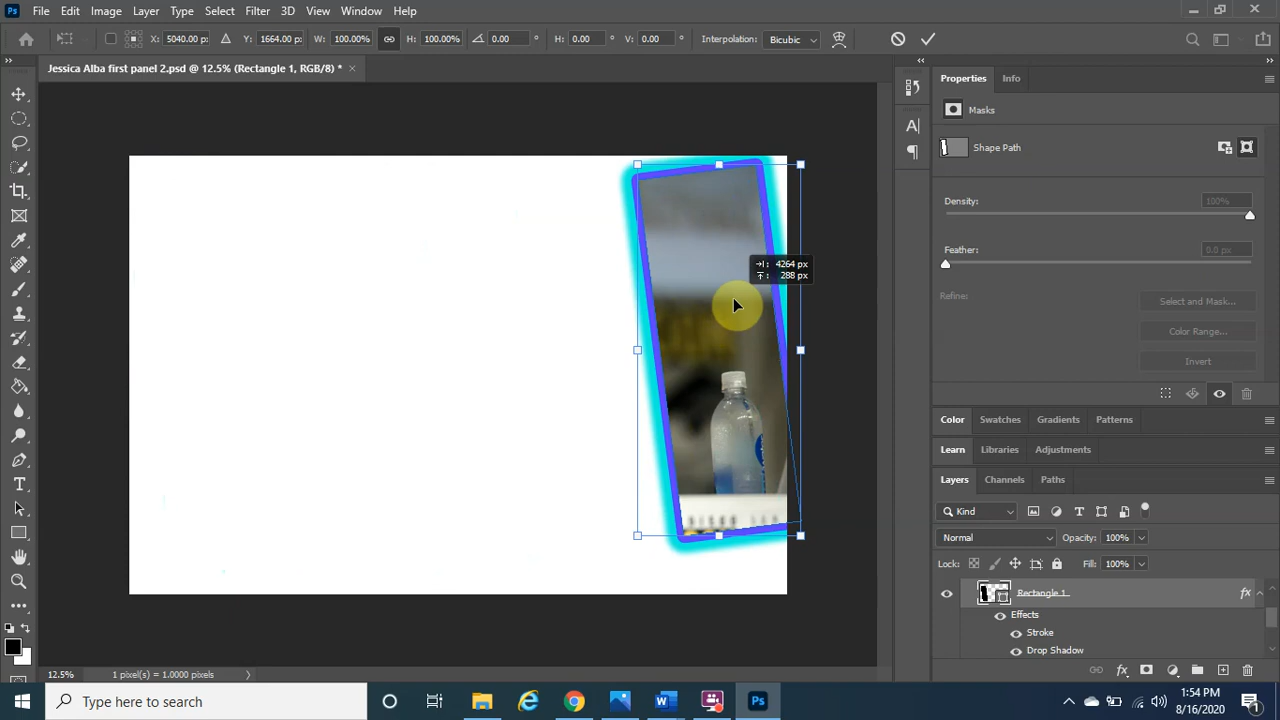 Ps File Edit Image Layer Type Select Filter 3D View Window Help
X: 5040.00 px Y: 1664.00 px W: 100.00% H: 100.00% 0.00 ° H: 0.00 ° V: 0.00 ° Interpolation: Bicubic
Jessica Alba first panel 2.psd @ 12.5% (Rectangle 1, RGB/8) * ×
Properties Info
Masks
Shape Path
Density: 100%
Feather: 0.0 px
Refine: Select and Mask...
Color Range...
Invert
: 4264 px
: 288 px
Color Swatches Gradients Patterns
Learn Libraries Adjustments
Layers Channels Paths
Kind
Normal Opacity: 100%
Lock: Fill: 100%
Rectangle 1 fx
Effects
Stroke
Drop Shadow
12.5% 1 pixel(s) = 1.0000 pixels
Type here to search
1:54 PM
8/16/2020